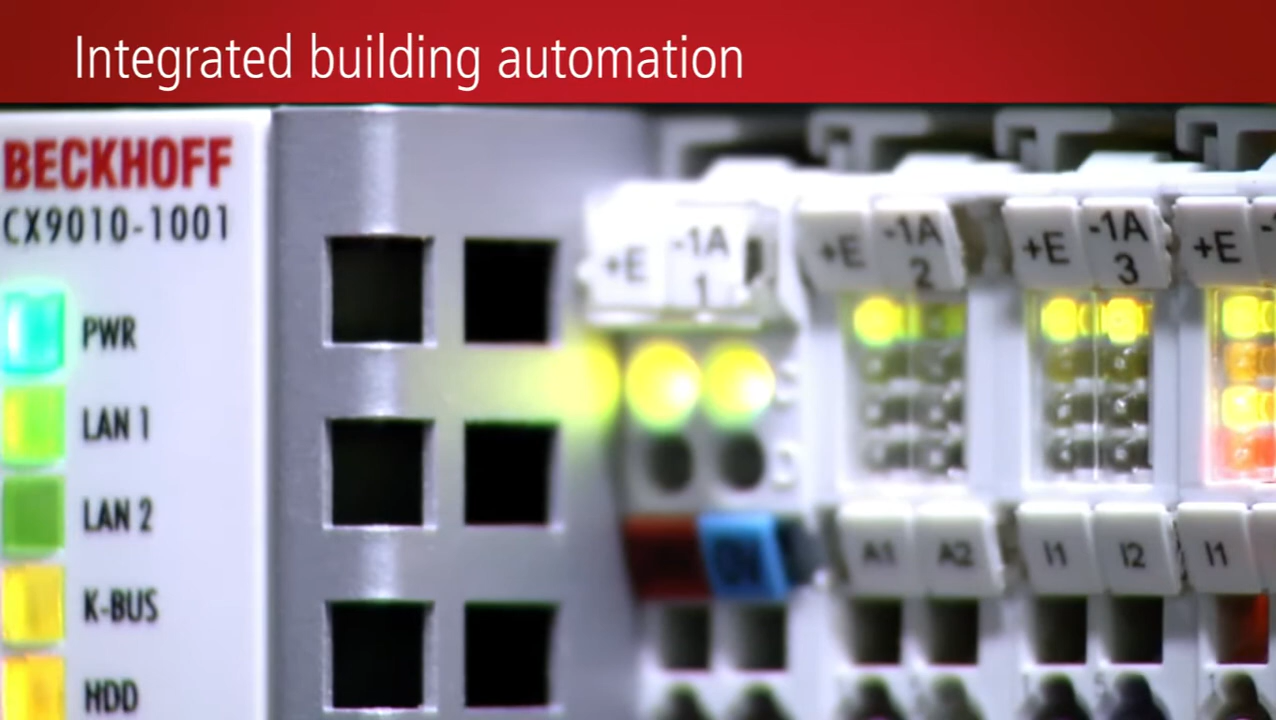 Integrated building automation
BECKHOFF
CX9010-1001
PWR
LAN 1
LAN 2
K-BUS
HDD
+E -1A 1
+E -1A 2
+E -1A 3
+E
0V
A1 A2
I1 I2
I1